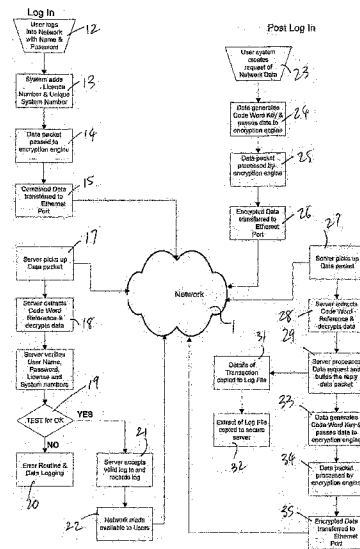 Log In
User logs
into Network
with Name &
Password
12
System adds
Licence
Number & Unique
System Number
13
Data packet
passed to
encryption engine
14
Data
transferred to
Ethernet
Port
15
Server picks up
Data packet
17
Server extracts
Code Word
Reference &
decrypts data
18
Server verifies
User Name,
Password,
License and
System numbers
TEST for OK
19
YES
NO
Error Routine &
Data Logging
20
Server accepts
valid log to and
records log
21
Network made
available to Users
22
Network
1
Post Log In
User system
creates
request of
Network Data
23
Data generates
Code Word Key &
passes data to
encryption engine
24
Data packet
processed by
encryption engine
25
Encrypted Data
transferred to
Ethernet
Port
26
Server picks up
Data packet
27
Server extracts
Code Word
Reference &
decrypts data
28
Server processes
Data request and
builds the reply
data packet
29
Details of
Transaction
copied to Log File
31
Extract of Log File
copied to secure
server
32
Data generates
Code Word Key &
passes data to
encryption engine
33
Data packet
processed by
encryption engine
34
Encrypted Data
transferred to
Ethernet Port
35